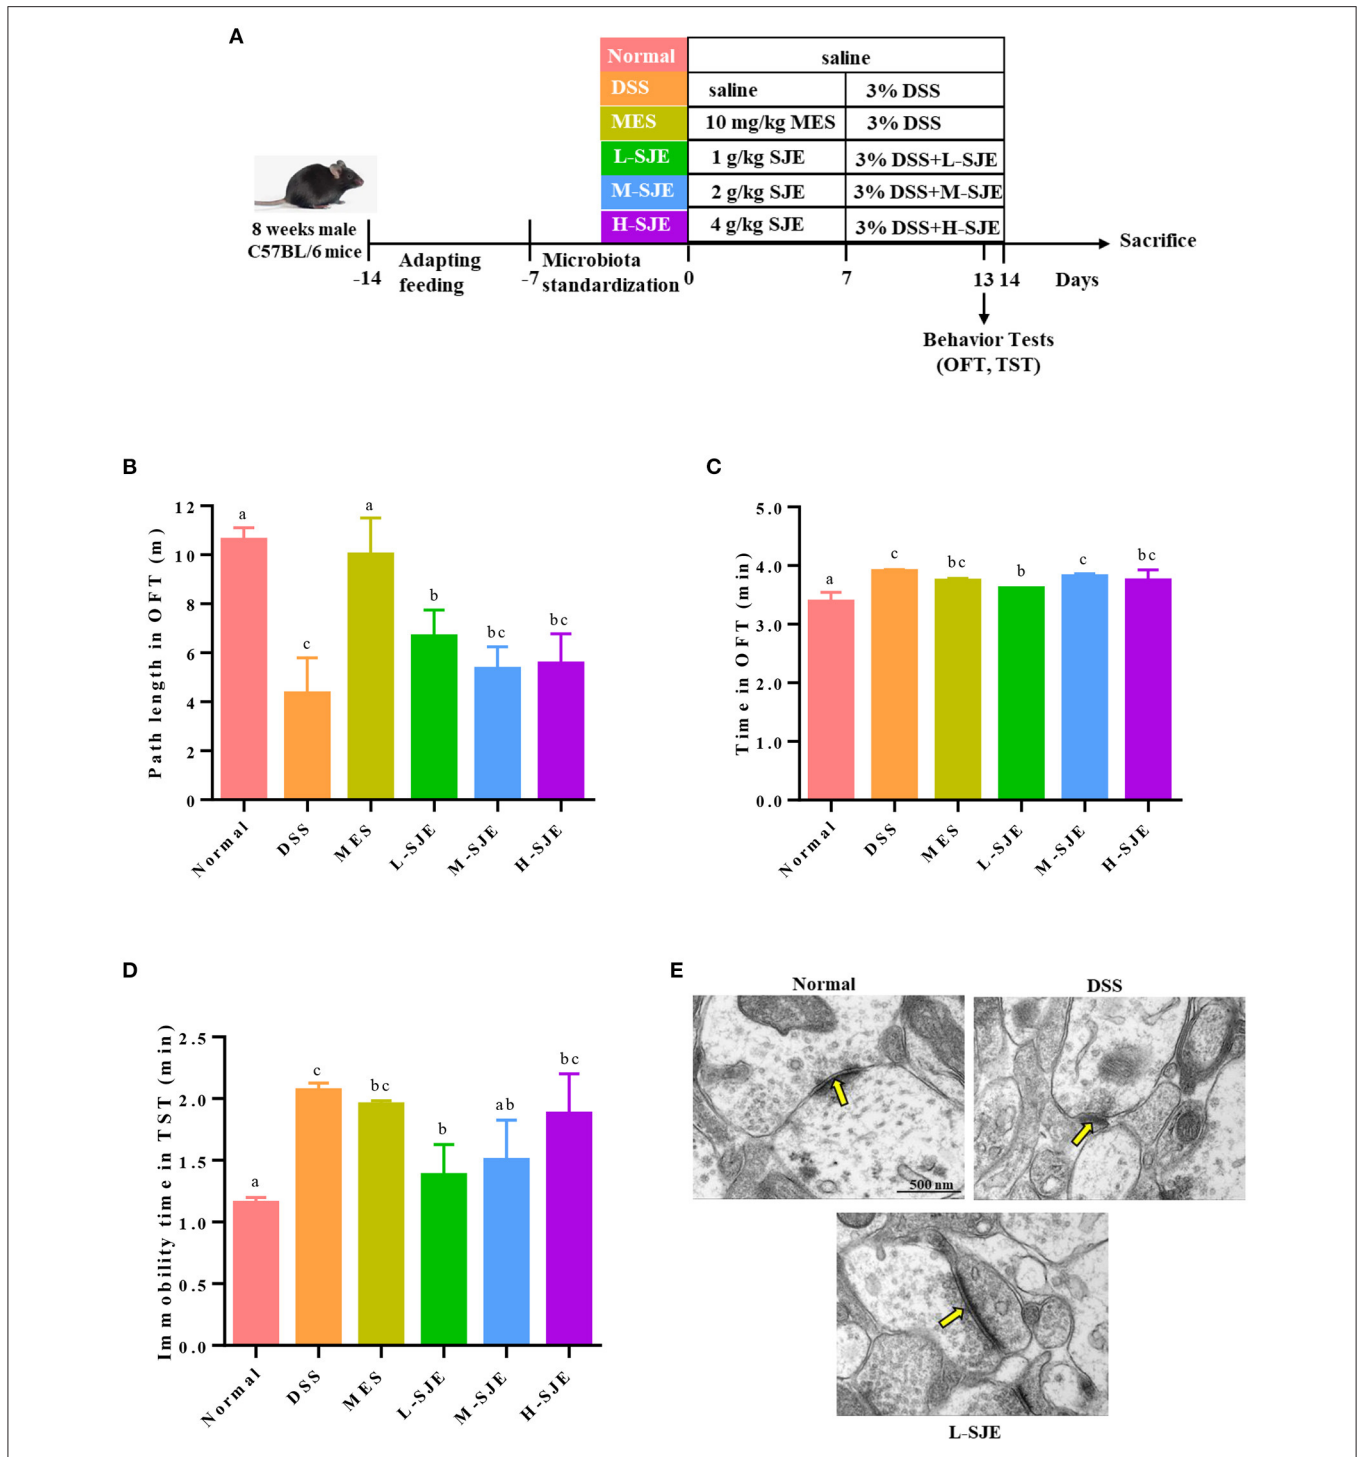 A
Normal saline
DSS saline 3% DSS
MES 10 mg/kg MES 3% DSS
L-SJE 1 g/kg SJE 3% DSS+L-SJE
M-SJE 2 g/kg SJE 3% DSS+M-SJE
H-SJE 4 g/kg SJE 3% DSS+H-SJE
8 weeks male
C57BL/6 mice
Adapting
feeding
Microbiota
standardization
Sacrifice
-14 -7 0 7 13 14 Days
Behavior Tests
(OFT, TST)
B
Path length in OFT (m)
12
10
8
6
4
2
0
a c a b bc bc
Normal DSS MES L-SJE M-SJE H-SJE
C
Time in OFT (min)
5.0
4.0
3.0
2.0
1.0
0.0
a c bc b c bc
Normal DSS MES L-SJE M-SJE H-SJE
D
Immobility time in TST (min)
2.5
2.0
1.5
1.0
0.5
0.0
a c bc b ab bc
Normal DSS MES L-SJE M-SJE H-SJE
E
Normal DSS
500 nm
L-SJE